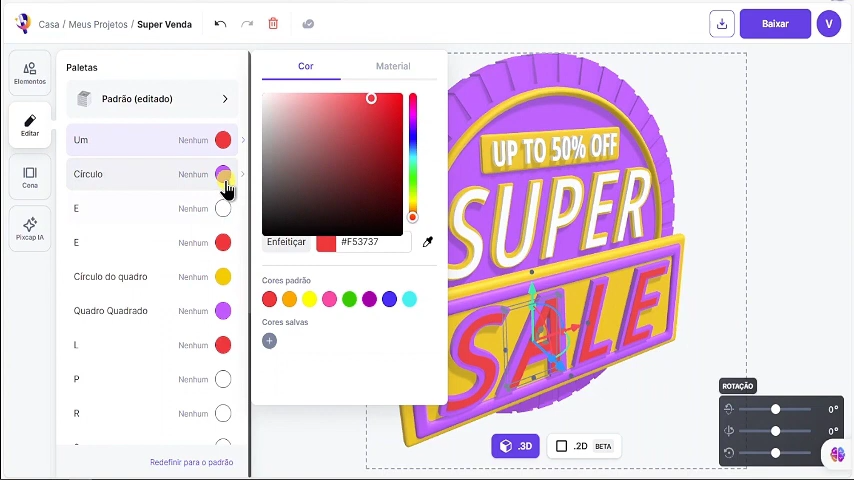 Casa / Meus Projetos / Super Venda
Baixar
V
Elementos
Editar
Cena
Pixcap IA
Paletas
Padrão (editado)
Um Nenhum
Círculo Nenhum
E Nenhum
E Nenhum
Círculo do quadro Nenhum
Quadro Quadrado Nenhum
L Nenhum
P Nenhum
R Nenhum
Redefinir para o padrão
Cor Material
Enfeitiçar #F53737
Cores padrão
Cores salvas
UP TO 50% OFF
SUPER
SALE
.3D
.2D BETA
ROTAÇÃO
0°
0°
0°